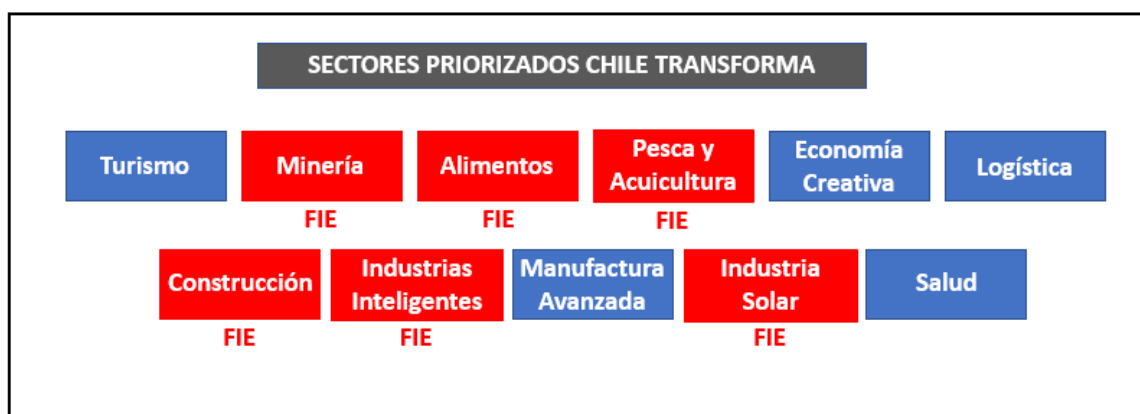 SECTORES PRIORIZADOS CHILE TRANSFORMA
Turismo
Minería
FIE
Alimentos
FIE
Pesca y
Acuicultura
FIE
Economía
Creativa
Logística
Construcción
FIE
Industrias
Inteligentes
FIE
Manufactura
Avanzada
Industria
Solar
FIE
Salud